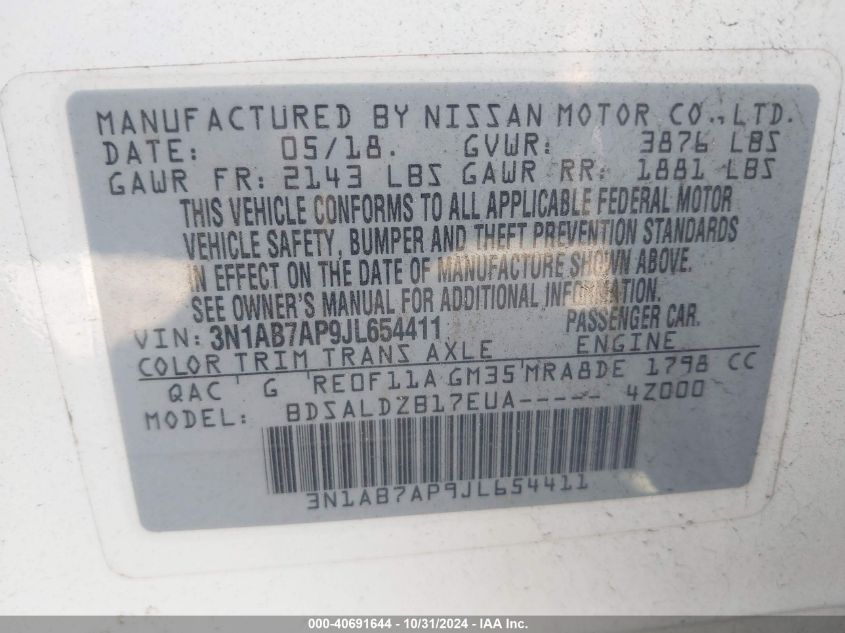 MANUFACTURED BY NISSAN MOTOR CO., LTD.
DATE: 05/18. GVWR: 3876 LBS
GAWR FR: 2143 LBS GAWR RR: 1881 LBS
THIS VEHICLE CONFORMS TO ALL APPLICABLE FEDERAL MOTOR
VEHICLE SAFETY, BUMPER AND THEFT PREVENTION STANDARDS
IN EFFECT ON THE DATE OF MANUFACTURE SHOWN ABOVE.
SEE OWNER'S MANUAL FOR ADDITIONAL INFORMATION.
VIN: 3N1AB7AP9JL654411 PASSENGER CAR.
COLOR TRIM TRANS AXLE ENGINE
QAC G RE0F11A GM35 MRA8DE 1798 CC
MODEL: BDSALDZB17EUA----- 4Z000
3N1AB7AP9JL654411
000-40691644 - 10/31/2024 - IAA Inc.